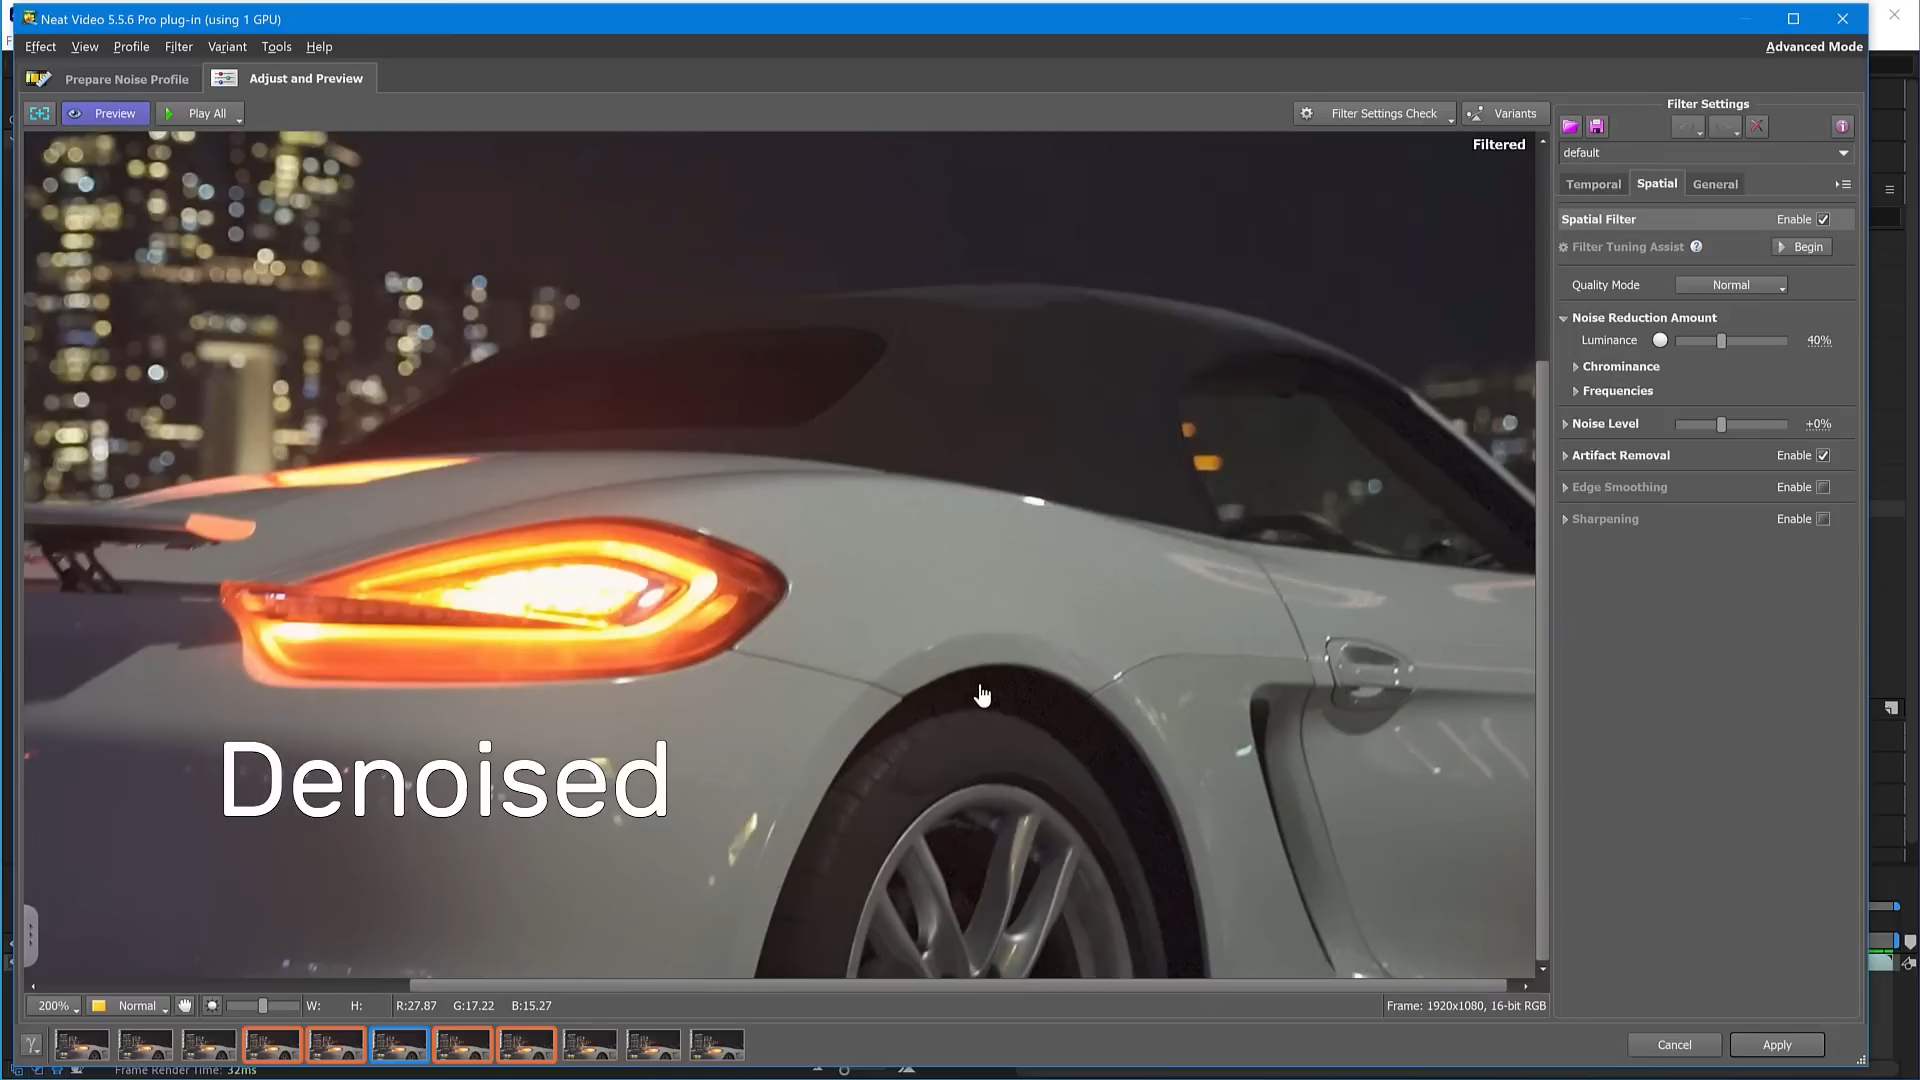 Neat Video 5.5.6 Pro plug-in (using 1 GPU)
Effect View Profile Filter Variant Tools Help
Advanced Mode
Prepare Noise Profile
Adjust and Preview
Preview
Play All
Filter Settings Check
Variants
Filter Settings
Filtered
default
Temporal Spatial General
Spatial Filter Enable
Filter Tuning Assist ? Begin
Quality Mode Normal
Noise Reduction Amount
Luminance 40%
Chrominance
Frequencies
Noise Level +0%
Artifact Removal Enable
Edge Smoothing Enable
Sharpening Enable
Denoised
200% Normal W: H: R:27.87 G:17.22 B:15.27
Frame: 1920x1080, 16-bit RGB
Cancel
Apply
Frame Render Time: 32ms